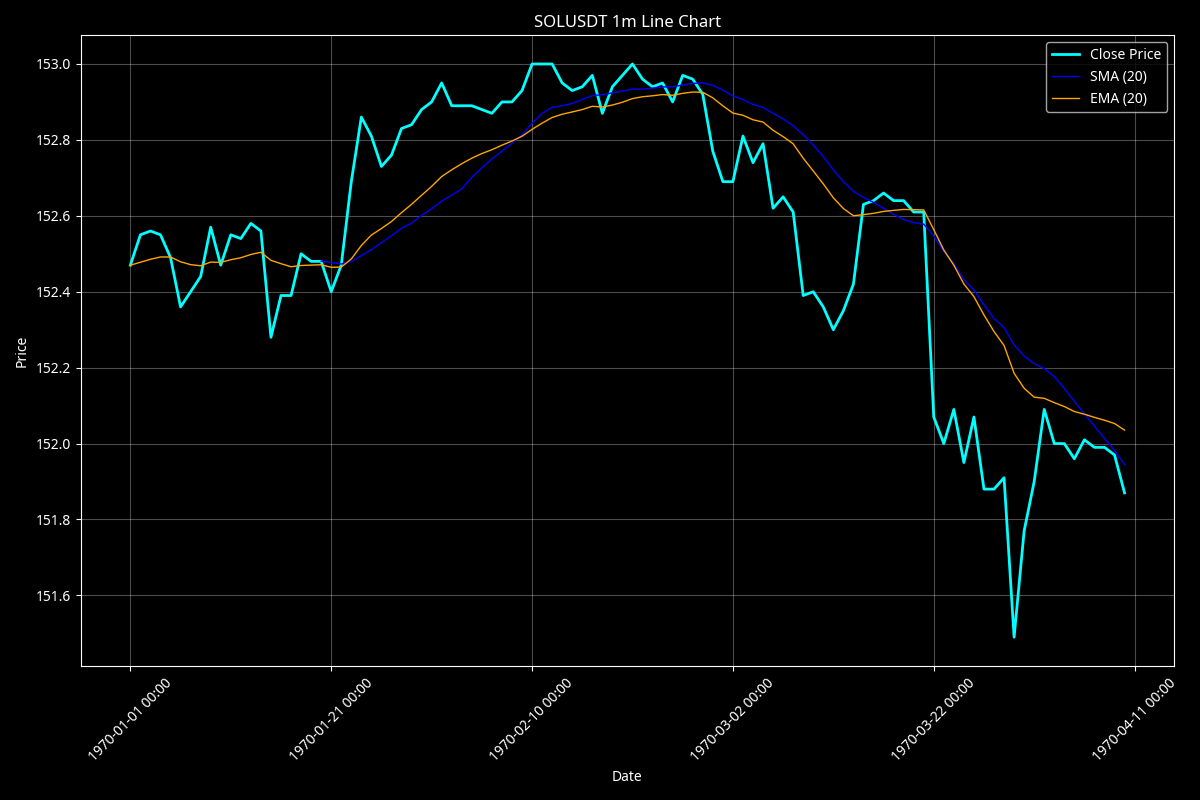 SOLUSDT 1m Line Chart
Close Price
SMA (20)
EMA (20)
153.0
152.8
152.6
152.4
152.2
152.0
151.8
151.6
Price
1970-01-01 00:00
1970-01-21 00:00
1970-02-10 00:00
1970-03-02 00:00
1970-03-22 00:00
1970-04-11 00:00
Date